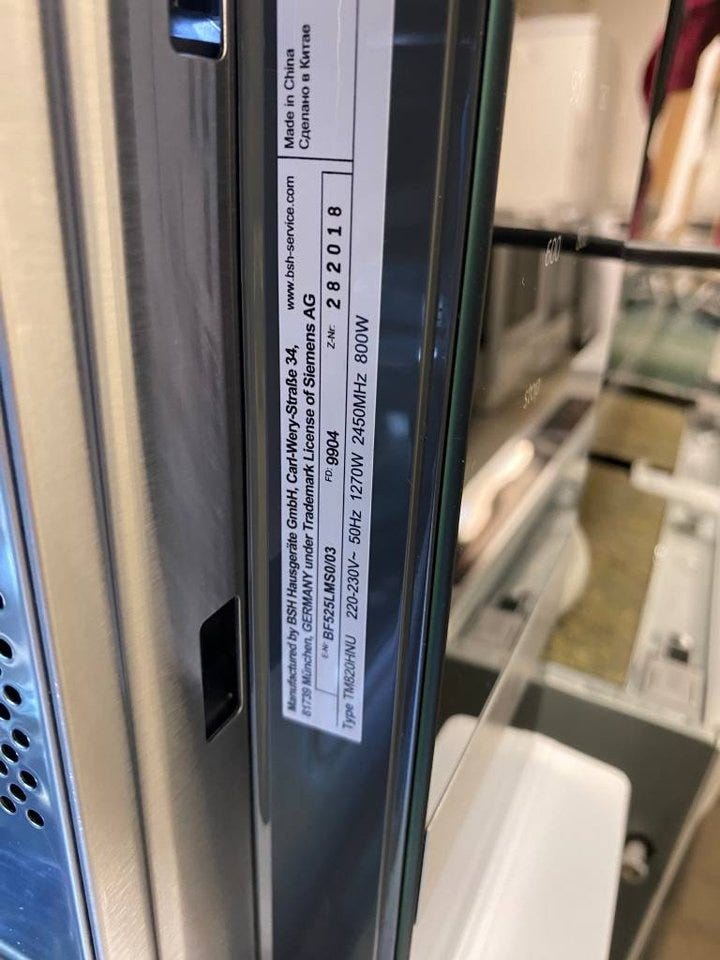 Manufactured by BSH Hausgeräte GmbH, Carl-Wery-Straße 34,
81739 München, GERMANY under Trademark License of Siemens AG
www.bsh-service.com
Made in China
Сделано в Китае
E-Nr. BF525LMS0/03
FD: 9904
Z-Nr: 282018
Type TM820HNU 220-230V~ 50Hz 1270W 2450MHz 800W
600
stop